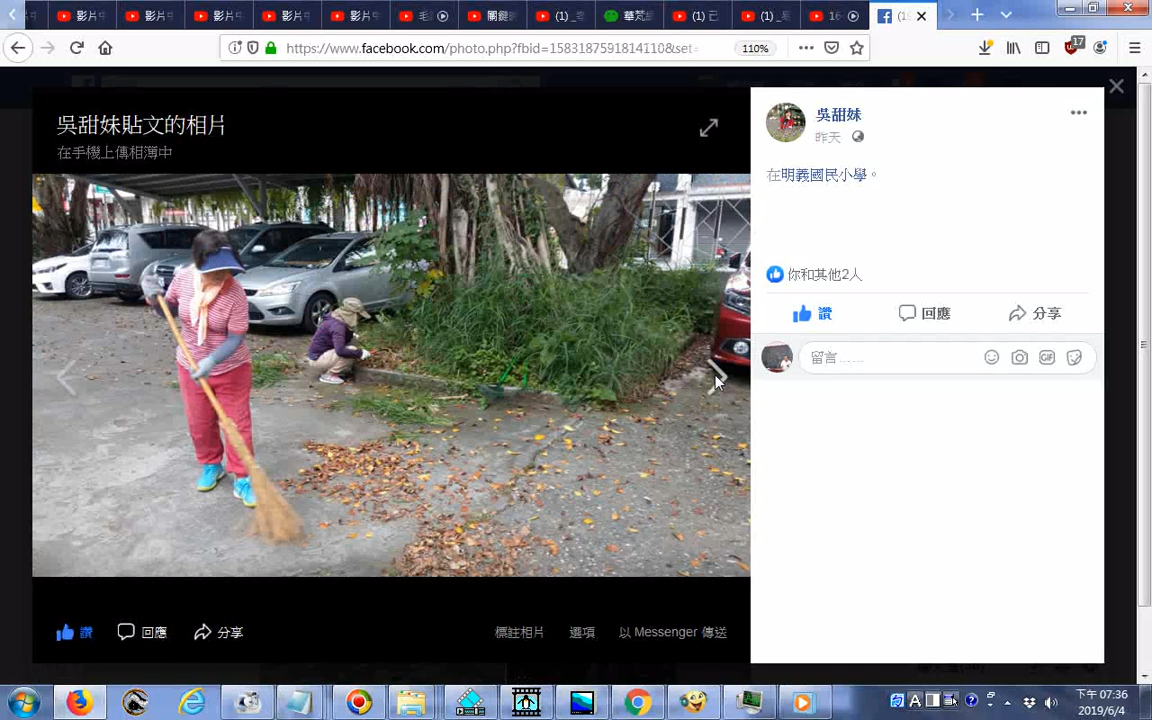 影片
影片
影片
影片
影片
毛
關鍵
(1)
華梵
(1) 已
(1)
16
https://www.facebook.com/photo.php?fbid=1583187591814110&set=
110%
17
吳甜妹貼文的相片
在手機上傳相簿中
吳甜妹
昨天
在明義國民小學。
你和其他2人
讚 回應 分享
留言......
GIF
讚 回應 分享 標註相片 選項 以 Messenger 傳送
下午 07:36
2019/6/4